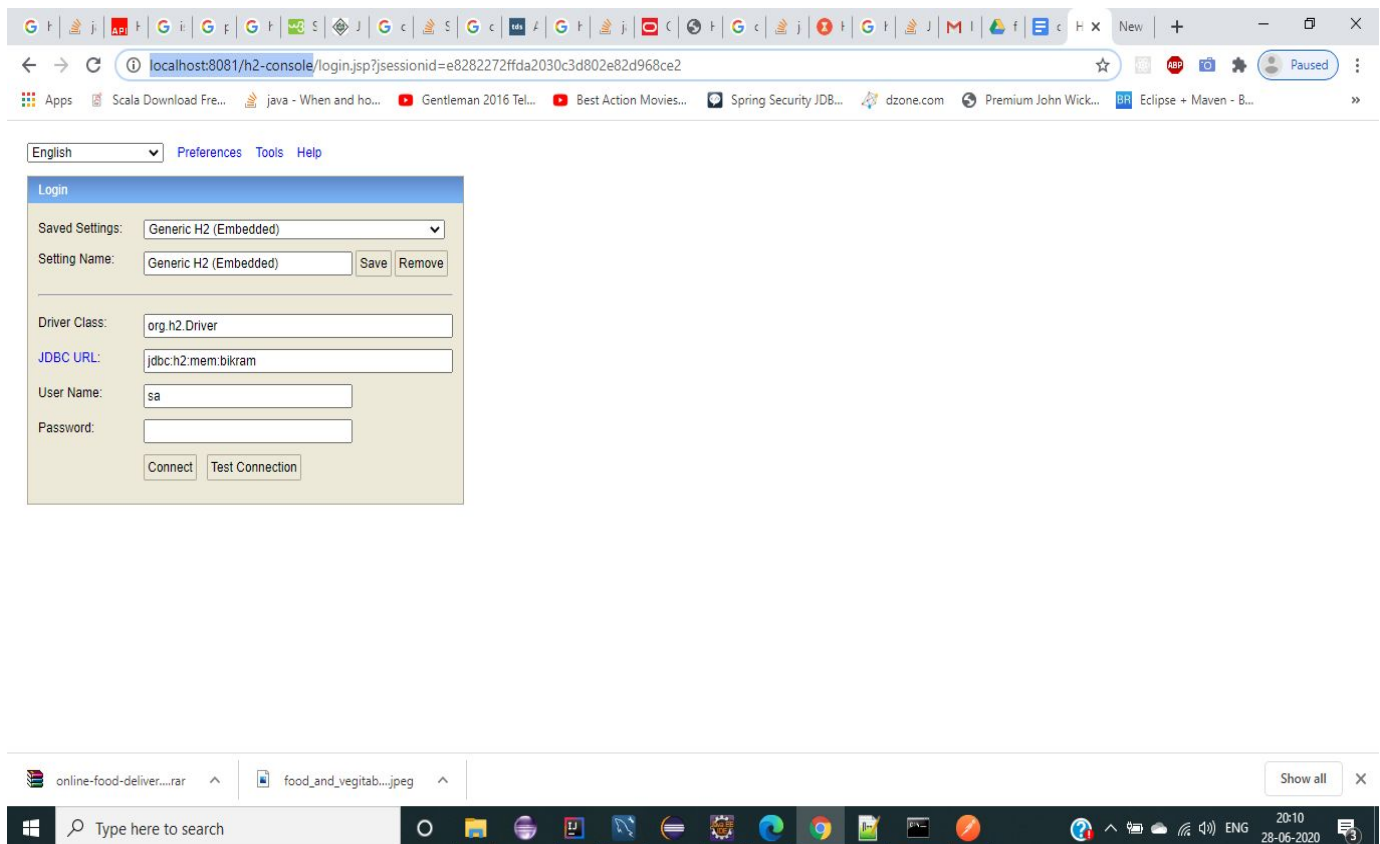 New
localhost:8081/h2-console/login.jsp?jsessionid=e8282272ffda2030c3d802e82d968ce2
ABP
Paused
Apps
Scala Download Fre...
java - When and ho...
Gentleman 2016 Tel...
Best Action Movies...
Spring Security JDB...
dzone.com
Premium John Wick...
BR Eclipse + Maven - B...
»
English
Preferences Tools Help
Login
Saved Settings: Generic H2 (Embedded)
Setting Name: Generic H2 (Embedded) Save Remove
Driver Class: org.h2.Driver
JDBC URL: jdbc:h2:mem:bikram
User Name: sa
Password:
Connect Test Connection
online-food-deliver....rar
food_and_vegitab....jpeg
Show all
Type here to search
ENG
20:10
28-06-2020
3